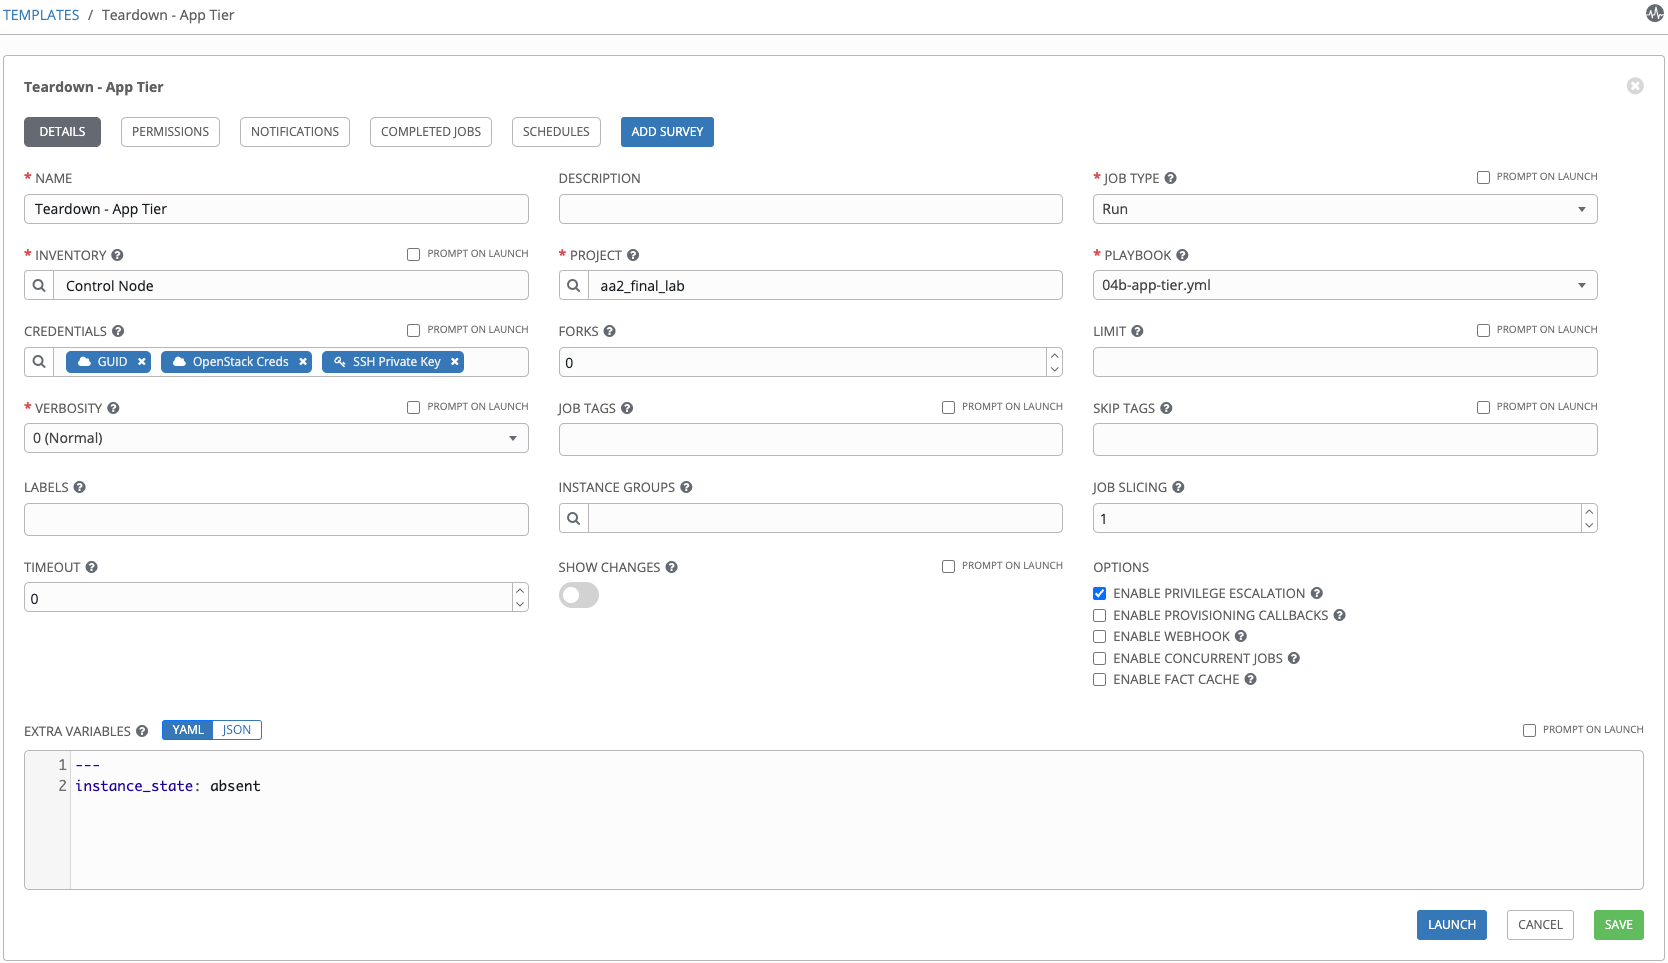 TEMPLATES / Teardown - App Tier
Teardown - App Tier
DETAILS PERMISSIONS NOTIFICATIONS COMPLETED JOBS SCHEDULES ADD SURVEY
* NAME DESCRIPTION * JOB TYPE PROMPT ON LAUNCH
Teardown - App Tier Run
* INVENTORY PROMPT ON LAUNCH * PROJECT * PLAYBOOK
Control Node aa2_final_lab 04b-app-tier.yml
CREDENTIALS PROMPT ON LAUNCH FORKS LIMIT PROMPT ON LAUNCH
GUID OpenStack Creds SSH Private Key 0
* VERBOSITY PROMPT ON LAUNCH JOB TAGS PROMPT ON LAUNCH SKIP TAGS PROMPT ON LAUNCH
0 (Normal)
LABELS INSTANCE GROUPS JOB SLICING
1
TIMEOUT SHOW CHANGES PROMPT ON LAUNCH OPTIONS
0 ENABLE PRIVILEGE ESCALATION
ENABLE PROVISIONING CALLBACKS
ENABLE WEBHOOK
ENABLE CONCURRENT JOBS
ENABLE FACT CACHE
EXTRA VARIABLES YAML JSON PROMPT ON LAUNCH
1 ---
2 instance_state: absent
LAUNCH CANCEL SAVE